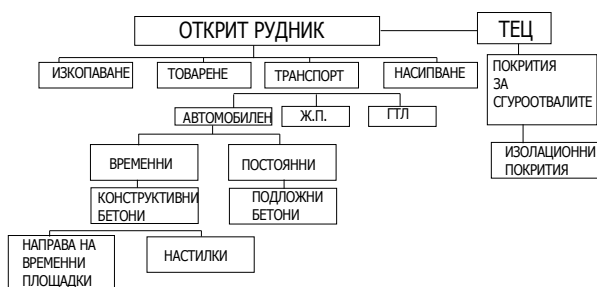 ОТКРИТ РУДНИК
ТЕЦ
ИЗКОПАВАНЕ
ТОВАРЕНЕ
ТРАНСПОРТ
НАСИПВАНЕ
ПОКРИТИЯ
ЗА
СГУРООТВАЛИТЕ
АВТОМОБИЛЕН
Ж.П.
ГТЛ
ВРЕМЕННИ
ПОСТОЯННИ
ИЗОЛАЦИОННИ
ПОКРИТИЯ
КОНСТРУКТИВНИ
БЕТОНИ
ПОДЛОЖНИ
БЕТОНИ
НАПРАВА НА
ВРЕМЕННИ
ПЛОЩАДКИ
НАСТИЛКИ